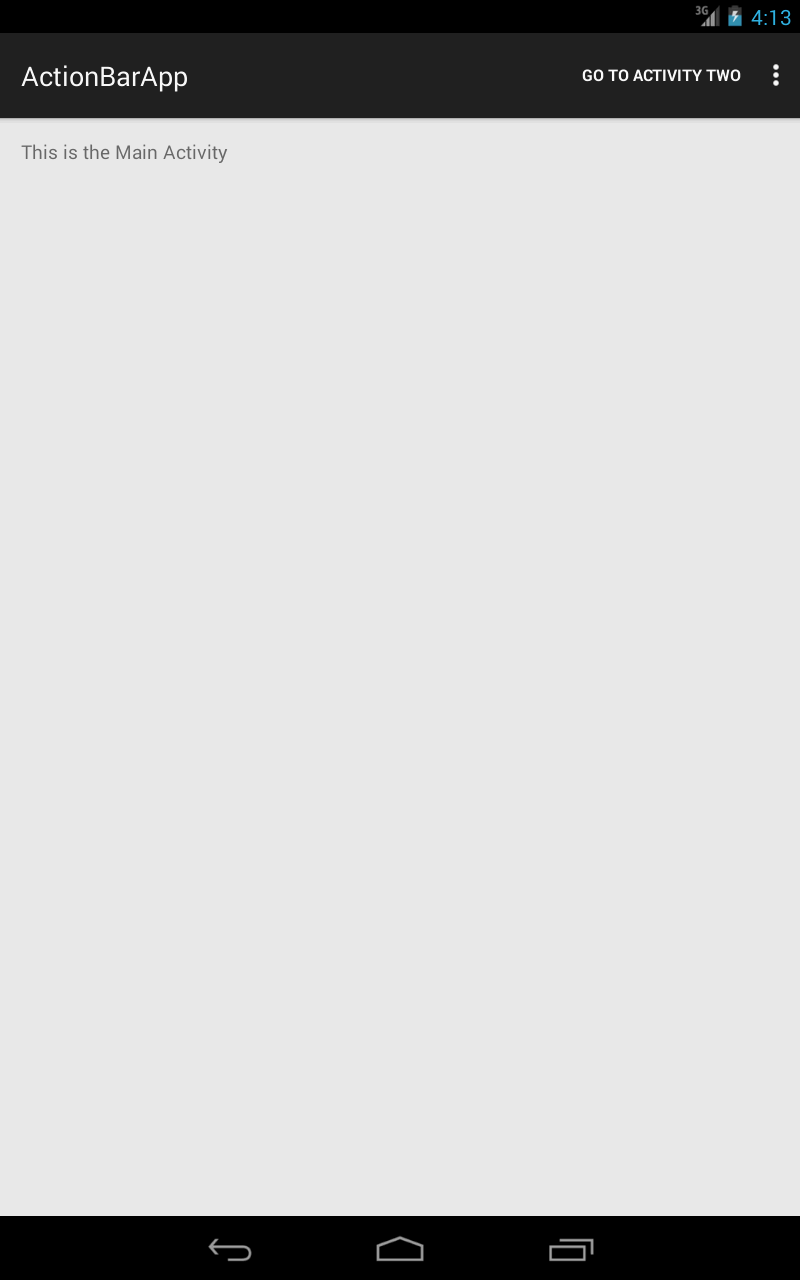 3G 4:13
ActionBarApp GO TO ACTIVITY TWO
This is the Main Activity